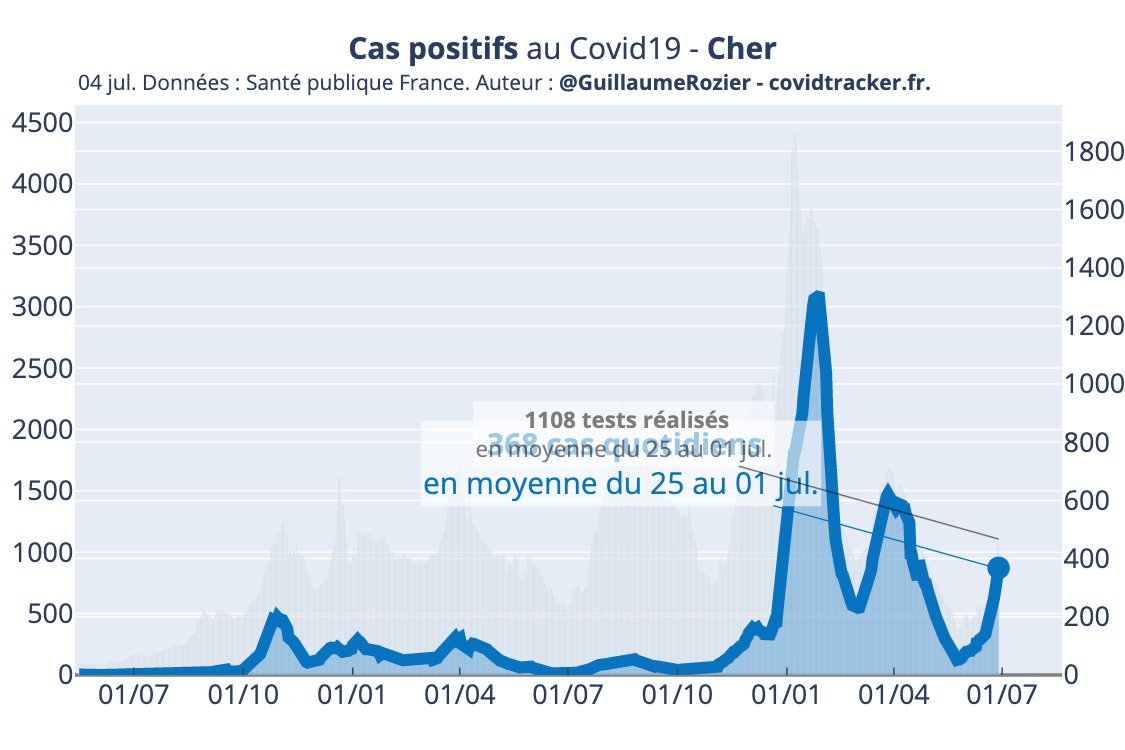 Cas positifs au Covid19 - Cher
04 jul. Données : Santé publique France. Auteur : @GuillaumeRozier - covidtracker.fr.
4500
4000
3500
3000
2500
2000
1500
1000
500
0
1800
1600
1400
1200
1000
800
600
400
200
0
1108 tests réalisés
en moyenne du 25 au 01 jul.
368 cas quotidiens
en moyenne du 25 au 01 jul.
01/07 01/10 01/01 01/04 01/07 01/10 01/01 01/04 01/07